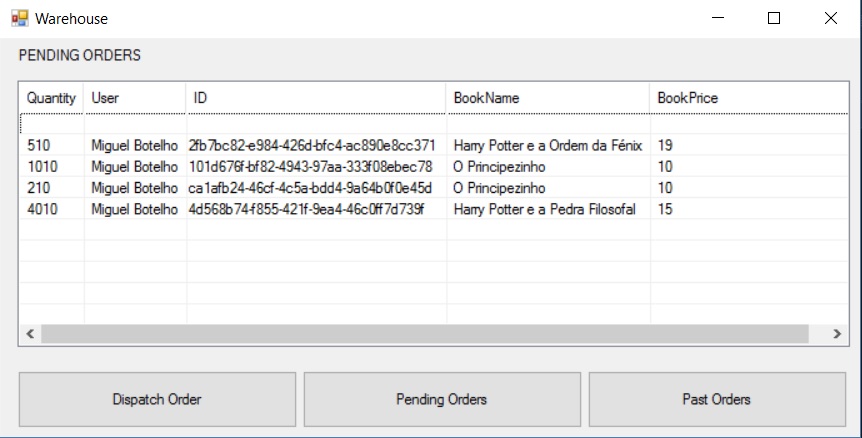 Warehouse
PENDING ORDERS
Quantity User ID BookName BookPrice
510 Miguel Botelho 2fb7bc82-e984-426d-bfc4-ac890e8cc371 Harry Potter e a Ordem da Fénix 19
1010 Miguel Botelho 101d676f-bf82-4943-97aa-333f08ebec78 O Principezinho 10
210 Miguel Botelho ca1afb24-46cf-4c5a-bdd4-9a64b0f0e45d O Principezinho 10
4010 Miguel Botelho 4d568b74-f855-421f-9ea4-46c0ff7d739f Harry Potter e a Pedra Filosofal 15
Dispatch Order Pending Orders Past Orders